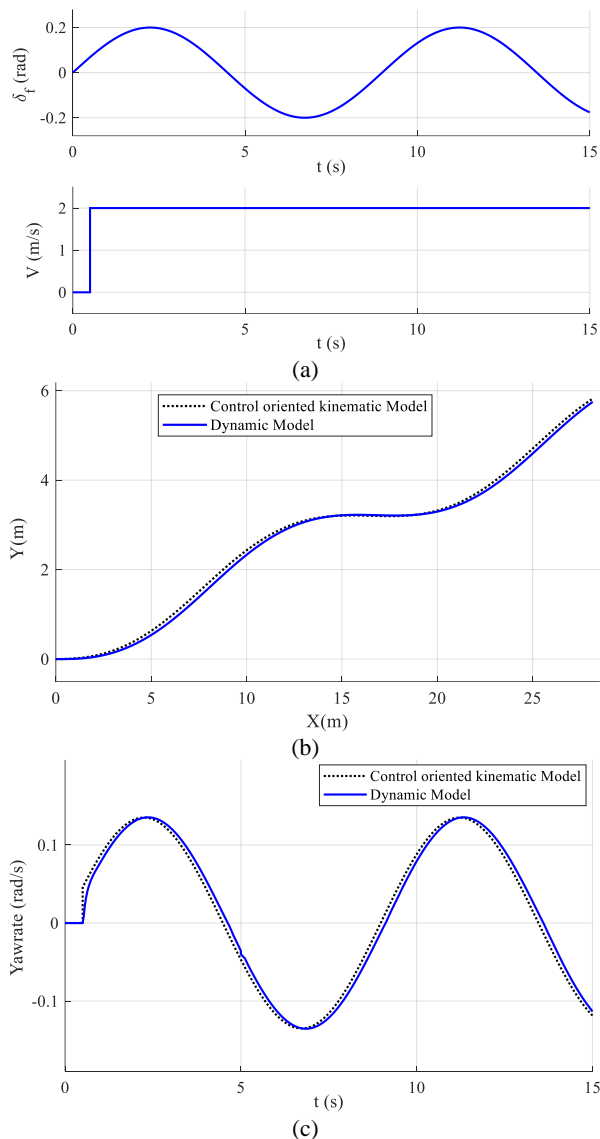 0.2
0
-0.2
δ_f (rad)
0 5 10 15
t (s)
2
1
0
V (m/s)
0 5 10 15
t (s)
(a)
6
4
2
0
Y(m)
Control oriented kinematic Model
Dynamic Model
0 5 10 15 20 25
X(m)
(b)
0.1
0
-0.1
Yawrate (rad/s)
Control oriented kinematic Model
Dynamic Model
0 5 10 15
t (s)
(c)